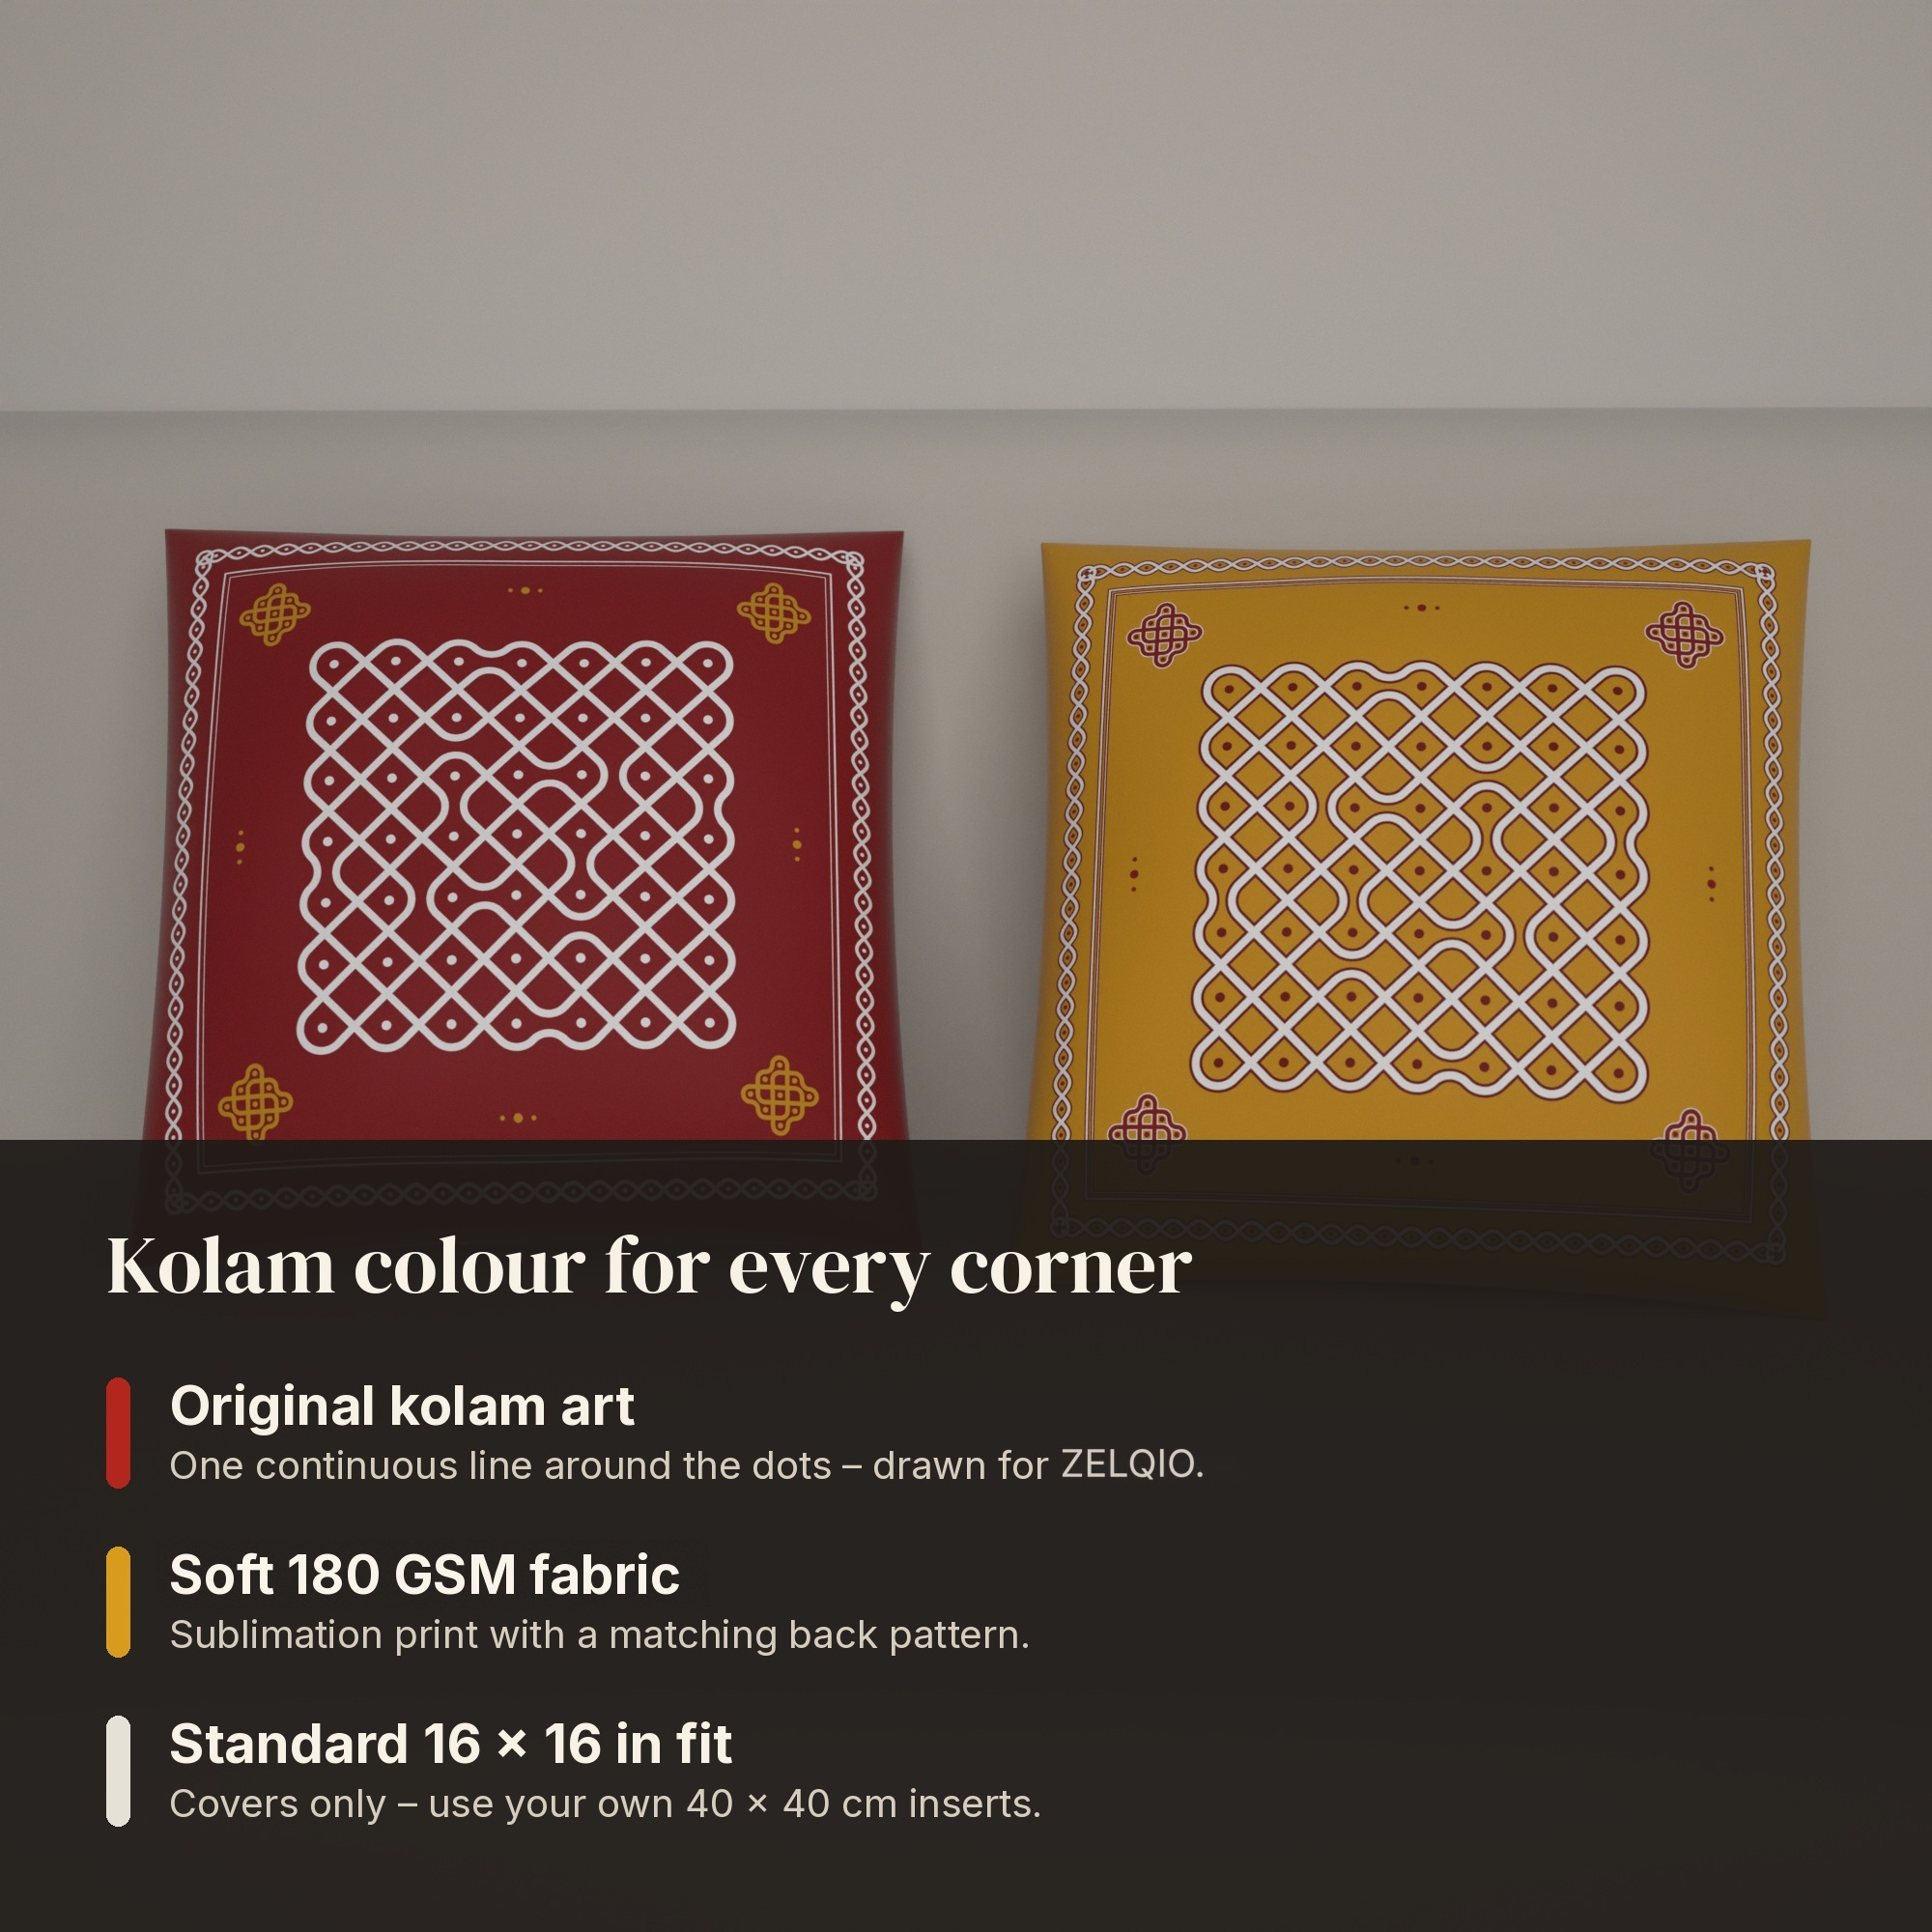 Kolam colour for every corner
Original kolam art
One continuous line around the dots – drawn for ZELQIO.
Soft 180 GSM fabric
Sublimation print with a matching back pattern.
Standard 16 × 16 in fit
Covers only – use your own 40 × 40 cm inserts.